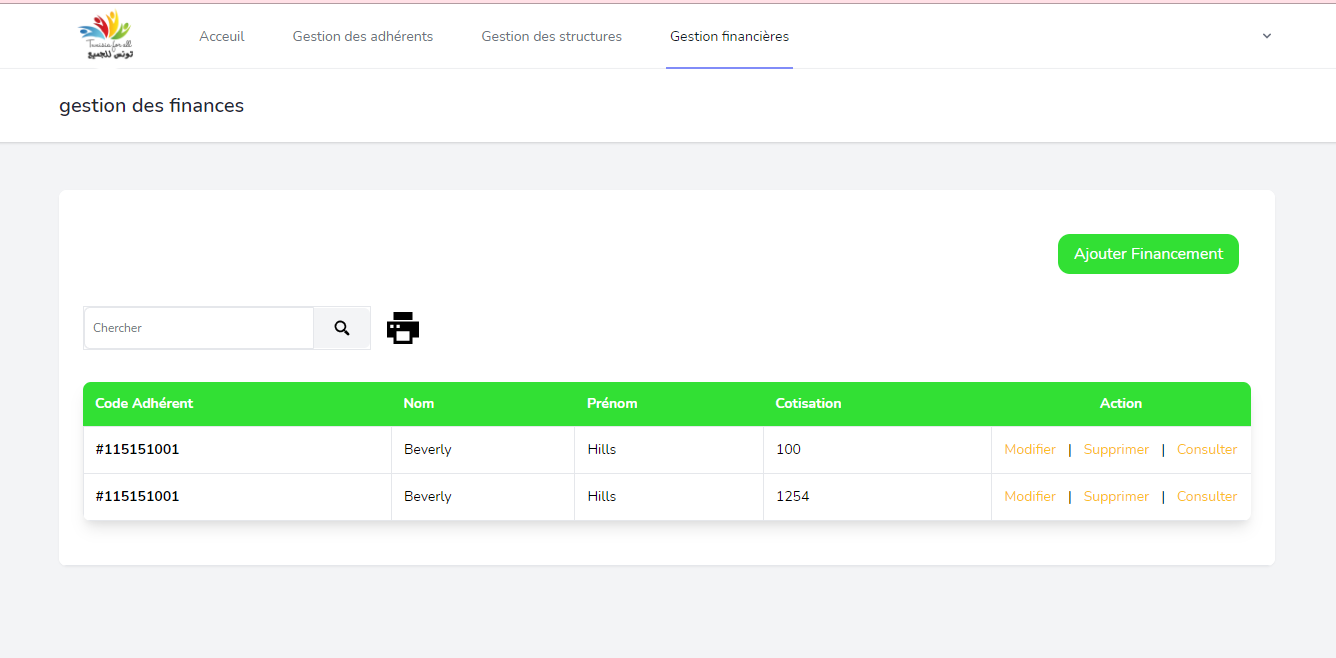 Tunisia for all
تونس للجميع
Acceuil Gestion des adhérents Gestion des structures Gestion financières
gestion des finances
Ajouter Financement
Chercher
Code Adhérent Nom Prénom Cotisation Action
#115151001 Beverly Hills 100 Modifier | Supprimer | Consulter
#115151001 Beverly Hills 1254 Modifier | Supprimer | Consulter